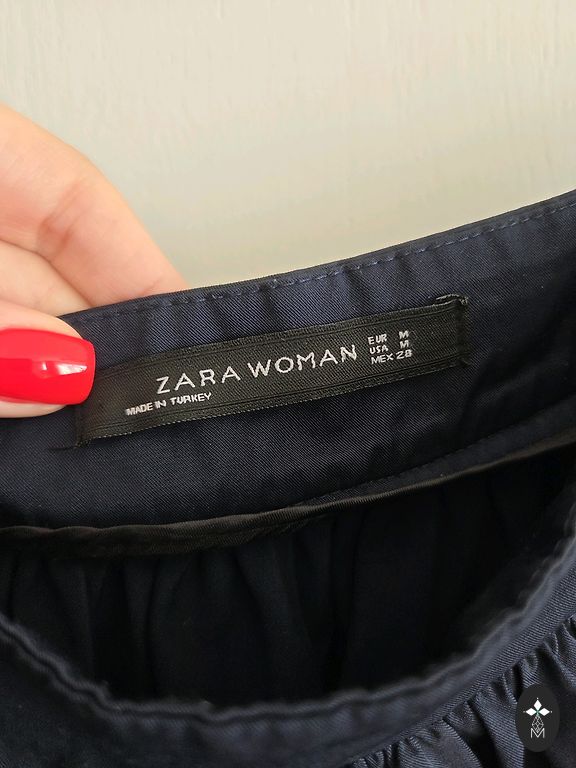 ZARA WOMAN
MADE IN TURKEY
EUR M
USA M
MEX 28
M